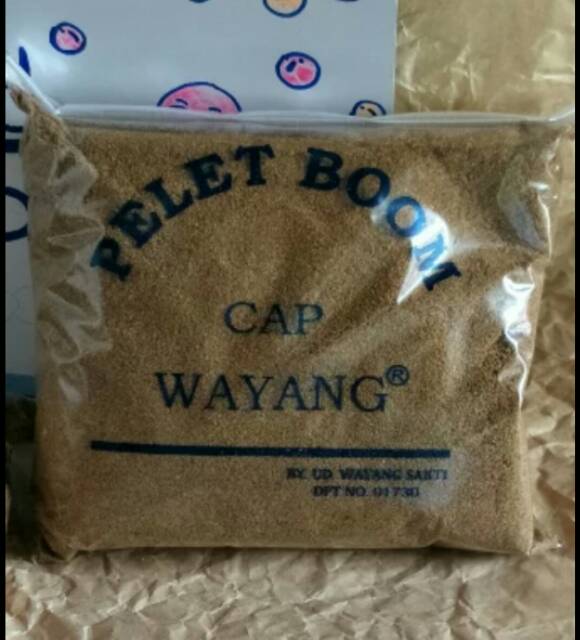 PELET BOOM
CAP
WAYANG®
BY. UD. WAYANG SAKTI
DFT NO. 01730